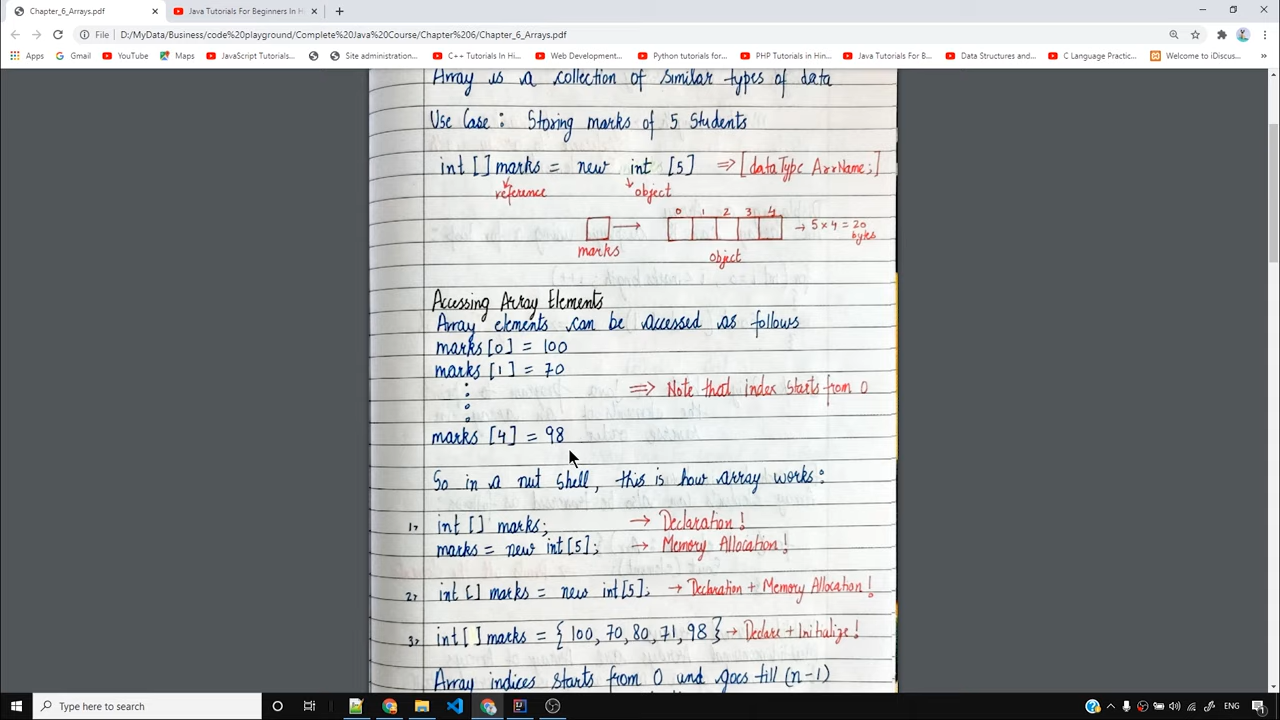 Chapter_6_Arrays.pdf
Java Tutorials For Beginners In H
File
D:/MyData/Business/code%20playground/Complete%20Java%20Course/Chapter%206/Chapter_6_Arrays.pdf
Apps
Gmail
YouTube
Maps
JavaScript Tutorials...
Site administration...
C++ Tutorials In Hi...
Web Development...
Python tutorials for...
PHP Tutorials in Hin...
Java Tutorials For B...
Data Structures and...
C Language Practic...
Welcome to iDiscus...
Array is a collection of similar types of data
Use Case : Storing marks of 5 Students
int [] marks = new int [5] ⇒ [dataType ArrName;]
reference object
0 1 2 3 4
→ 5 × 4 = 20 bytes
marks
object
Accessing Array Elements
Array elements can be accessed as follows
marks [0] = 100
marks [1] = 70
⇒ Note that index starts from 0
marks [4] = 98
So in a nut shell, this is how array works :
1> int [] marks; → Declaration !
marks = new int [5]; → Memory Allocation !
2> int [] marks = new int [5]; → Declaration + Memory Allocation !
3> int [] marks = { 100, 70, 80, 71, 98 } → Declare + Initialize !
Array indices starts from 0 and goes till (n-1)
Type here to search
ENG